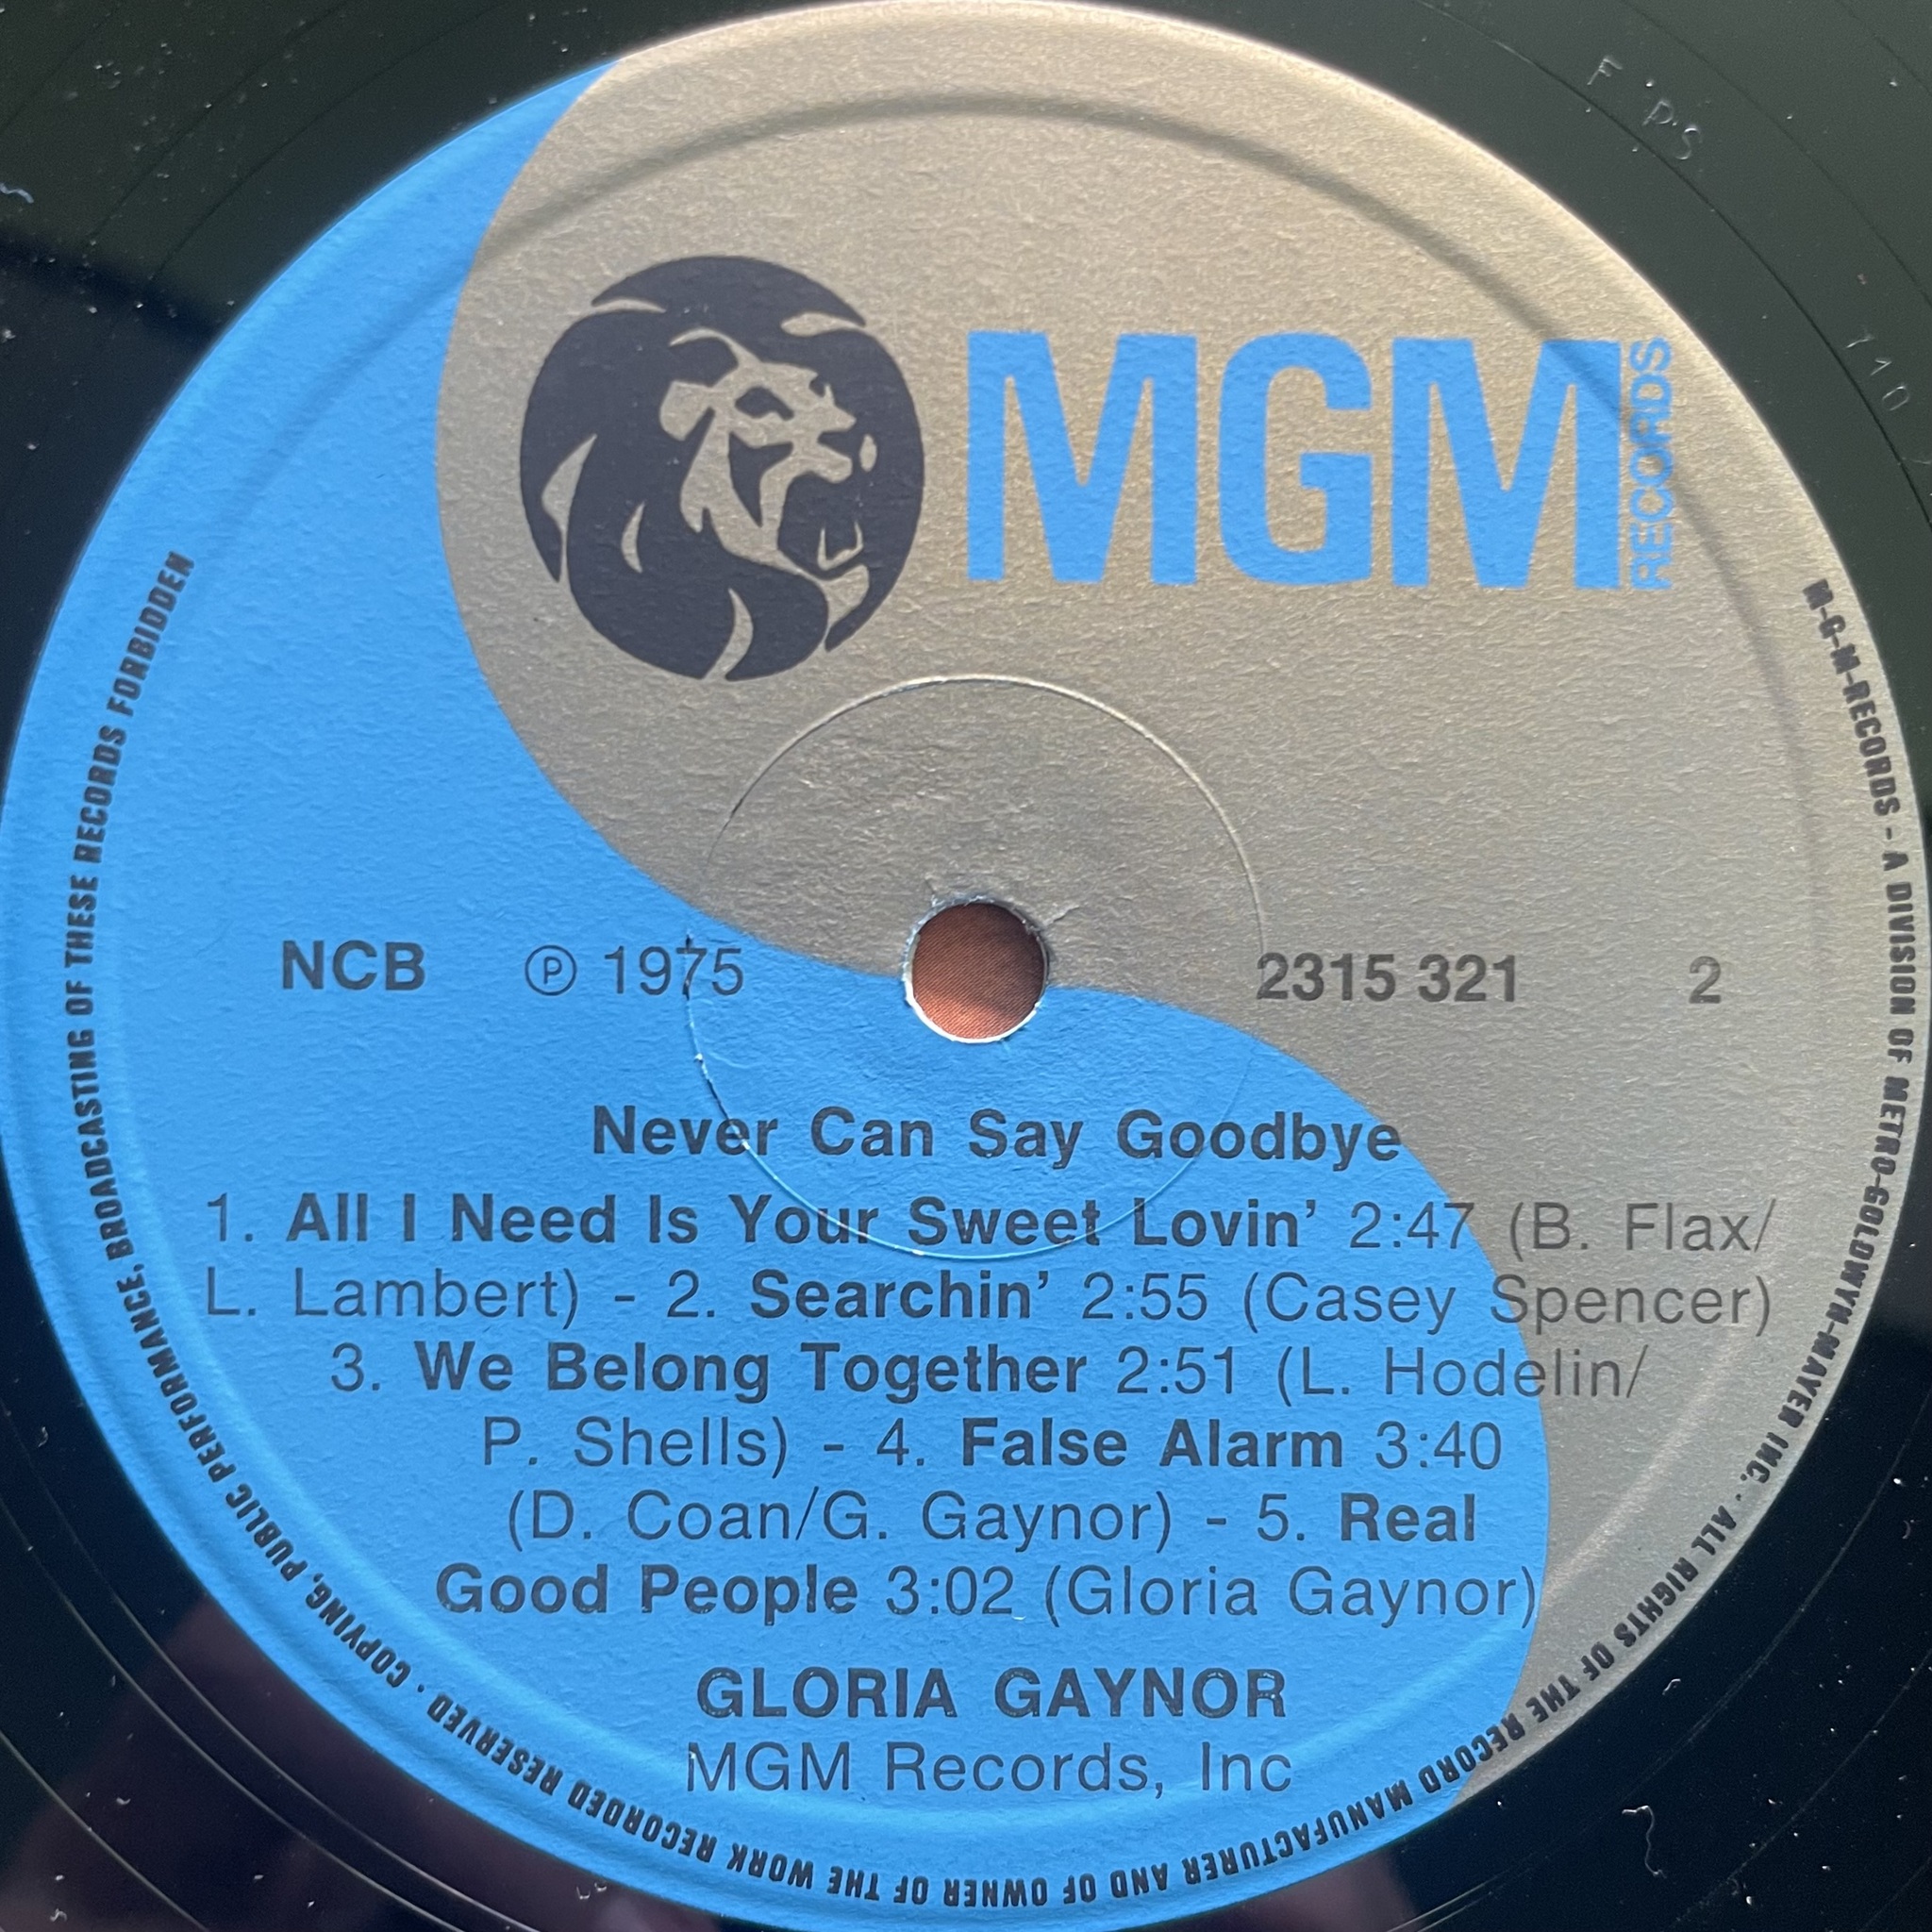 MGM RECORDS
NCB ℗ 1975 2315 321 2
Never Can Say Goodbye
1. All I Need Is Your Sweet Lovin’ 2:47 (B. Flax/
L. Lambert) - 2. Searchin’ 2:55 (Casey Spencer)
3. We Belong Together 2:51 (L. Hodelin/
P. Shells) - 4. False Alarm 3:40
(D. Coan/G. Gaynor) - 5. Real
Good People 3:02 (Gloria Gaynor)
GLORIA GAYNOR
MGM Records, Inc
M-G-M-RECORDS - A DIVISION OF METRO-GOLDWYN-MAYER INC. · ALL RIGHTS OF THE RECORD MANUFACTURER AND OF OWNER OF THE WORK RECORDED RESERVED · COPYING, PUBLIC PERFORMANCE, BROADCASTING OF THESE RECORDS FORBIDDEN